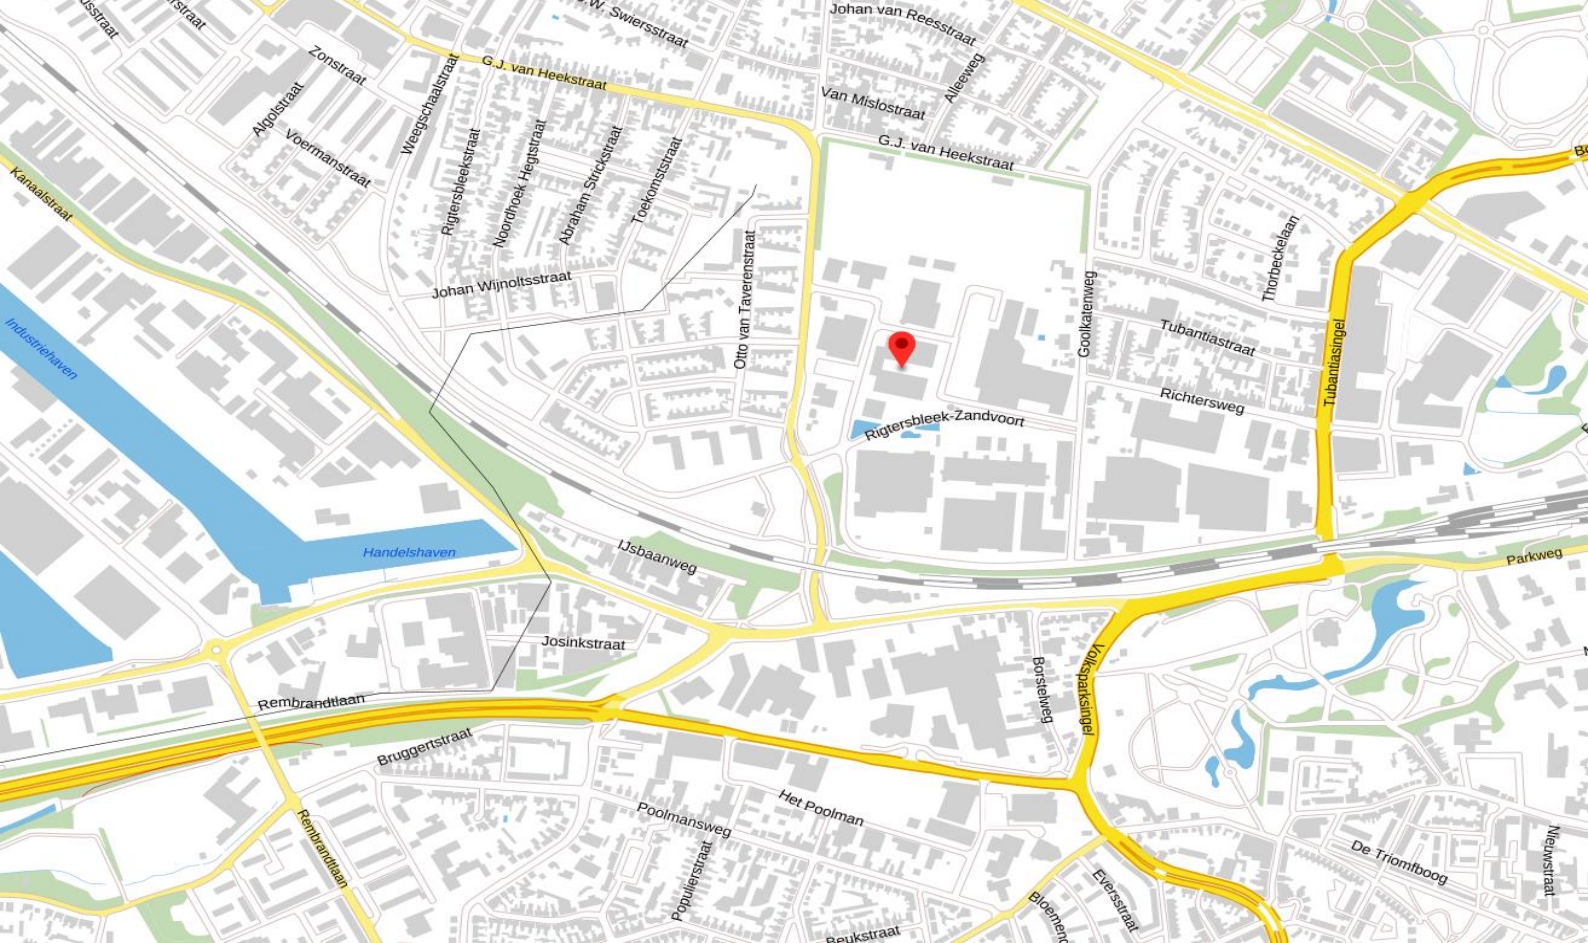 Johan van Reesstraat
Swiersstraat
Zonstraat
G.J. van Heekstraat
Weegschaalstraat
Alleeweg
Van Mislostraat
Algolstraat
Voermanstraat
G.J. van Heekstraat
Kanaalstraat
Rigtersbleekstraat
Noordhoek Hegtstraat
Abraham Strickstraat
Toekomststraat
Thorbeckelaan
Johan Wijnoltsstraat
Otto van Taverenstraat
Goolkatenweg
Tubantiastraat
Tubantiasingel
Industriehaven
Richtersweg
Rigtersbleek-Zandvoort
Handelshaven
IJsbaanweg
Parkweg
Josinkstraat
Borstelweg
Volksparksingel
Rembrandtlaan
Bruggertstraat
Het Poolman
Poolmansweg
Rembrandtlaan
Populierstraat
De Triomfboog
Nieuwstraat
Eversstraat
Bloemend
Beukstraat